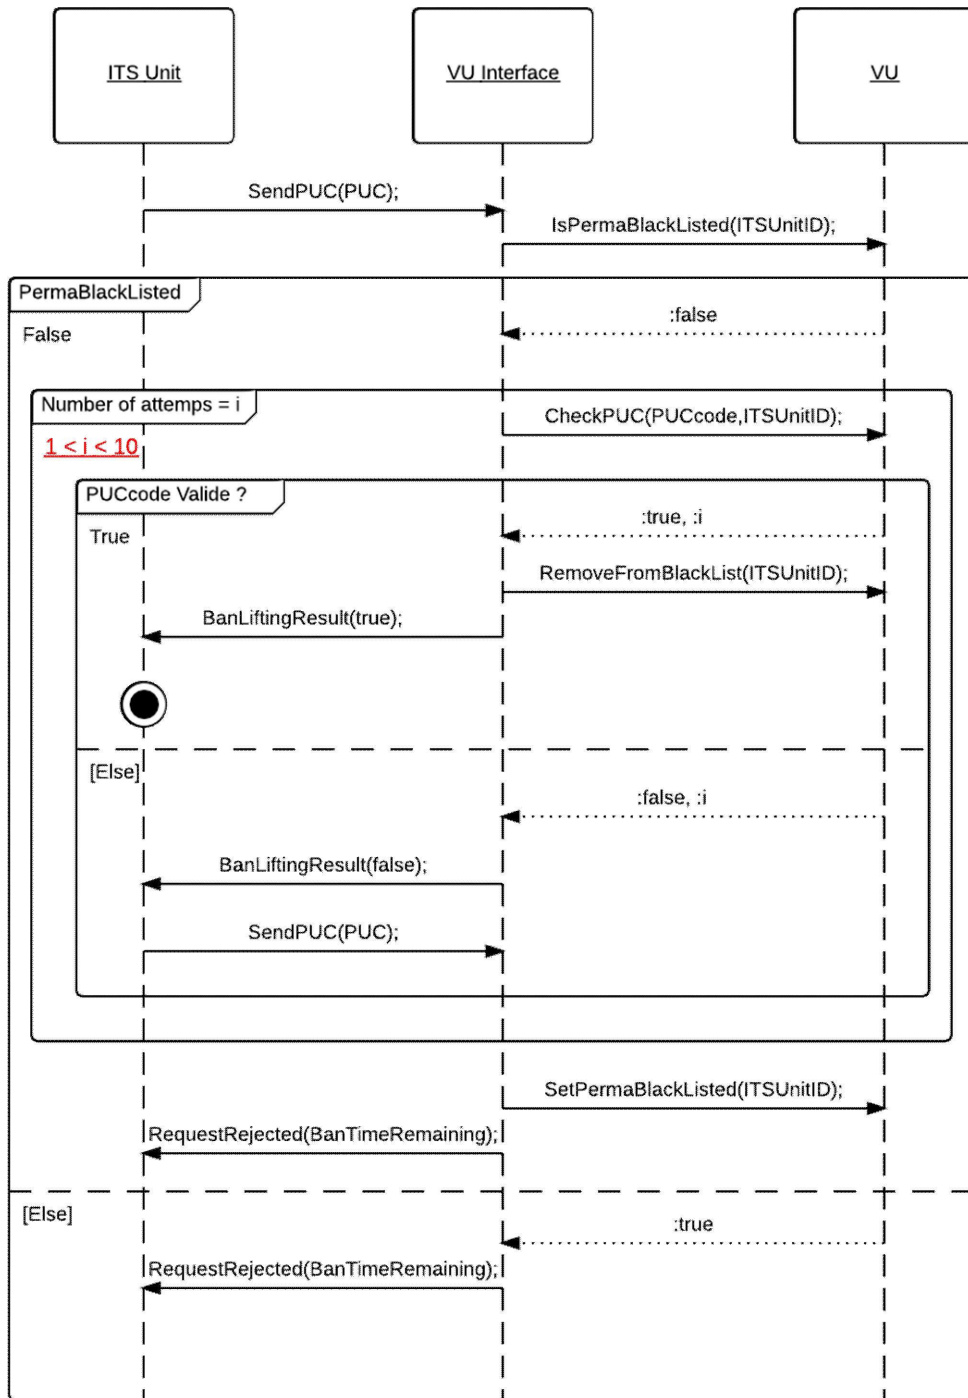 ITS Unit
VU Interface
VU
SendPUC(PUC);
IsPermaBlackListed(ITSUnitID);
PermaBlackListed
:false
False
Number of attemps = i
CheckPUC(PUCcode,ITSUnitID);
1 < i < 10
PUCcode Valide ?
:true, :i
True
RemoveFromBlackList(ITSUnitID);
BanLiftingResult(true);
[Else]
:false, :i
BanLiftingResult(false);
SendPUC(PUC);
SetPermaBlackListed(ITSUnitID);
RequestRejected(BanTimeRemaining);
[Else]
:true
RequestRejected(BanTimeRemaining);